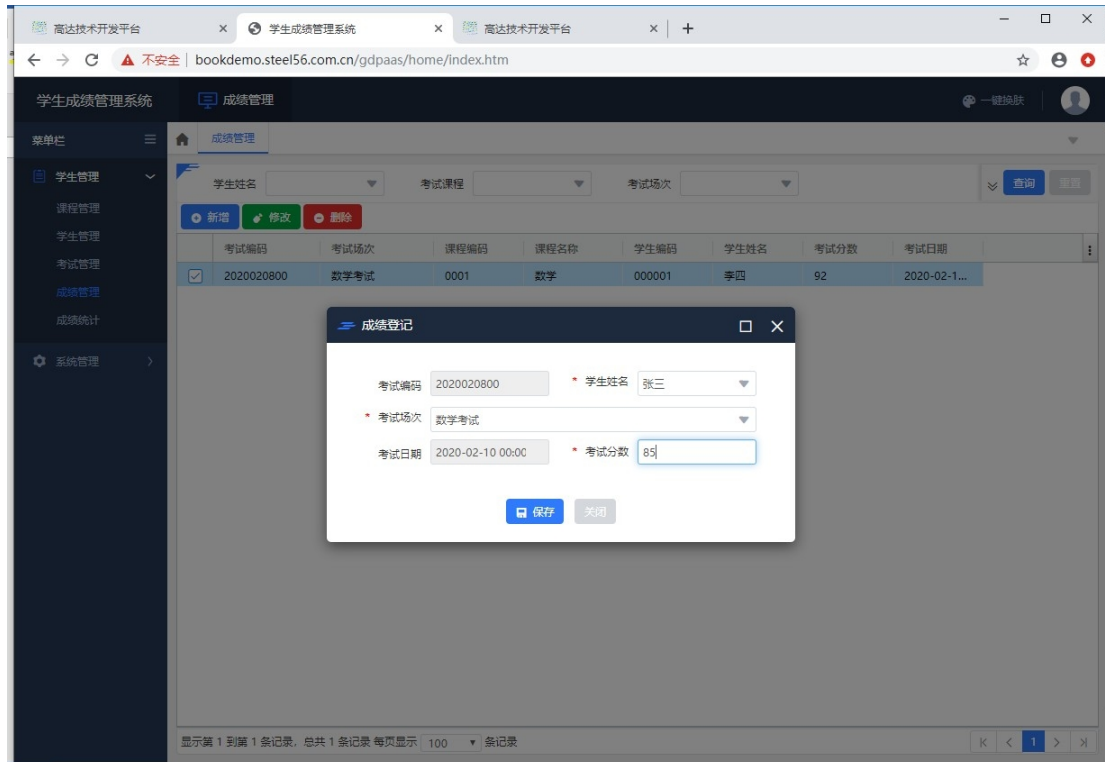 高达技术开发平台
学生成绩管理系统
高达技术开发平台
不安全 bookdemo.steel56.com.cn/gdpaas/home/index.htm
学生成绩管理系统
成绩管理
一键换肤
菜单栏
成绩管理
学生管理
课程管理
学生管理
考试管理
成绩管理
成绩统计
系统管理
学生姓名 考试课程 考试场次 查询 重置
新增 修改 删除
考试编码 考试场次 课程编码 课程名称 学生编码 学生姓名 考试分数 考试日期
2020020800 数学考试 0001 数学 000001 李四 92 2020-02-1...
成绩登记
考试编码 2020020800 * 学生姓名 张三
* 考试场次 数学考试
考试日期 2020-02-10 00:00 * 考试分数 85
保存 关闭
显示第 1 到第 1 条记录，总共 1 条记录 每页显示 100 条记录
1